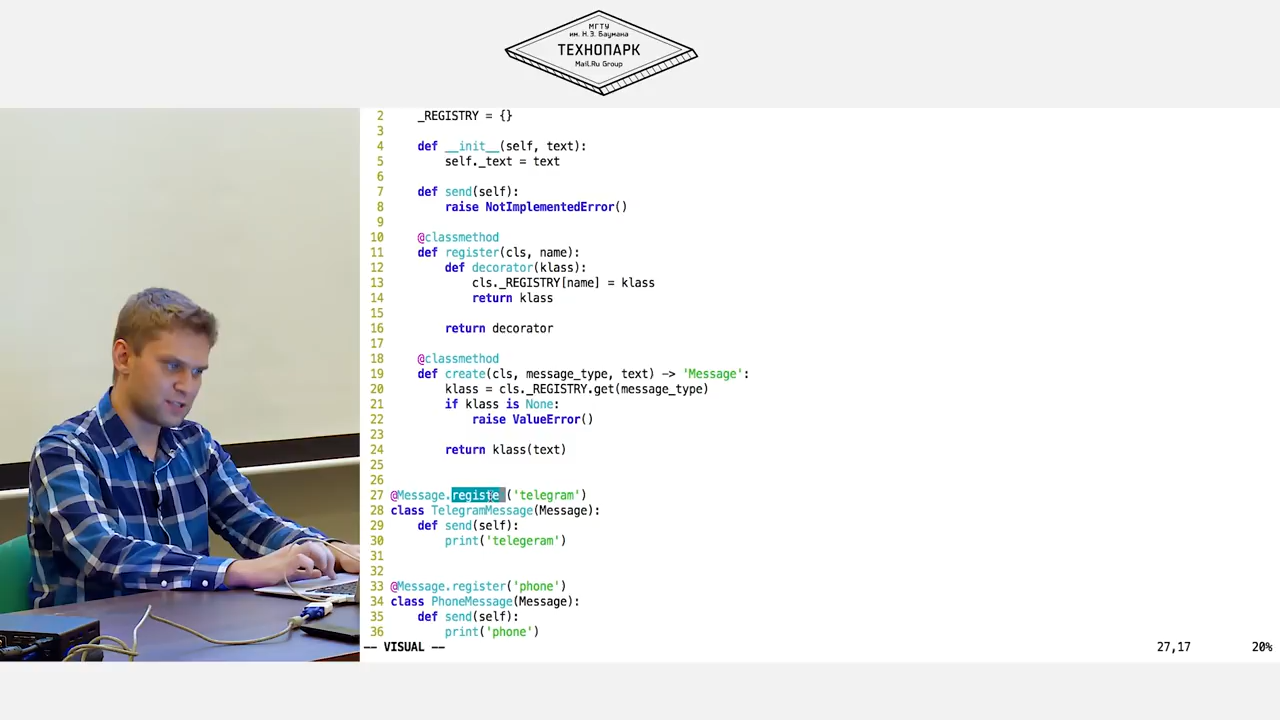 МГТУ
им. Н.Э. Баумана
ТЕХНОПАРК
Mail.Ru Group
2 _REGISTRY = {}
3
4 def __init__(self, text):
5 self._text = text
6
7 def send(self):
8 raise NotImplementedError()
9
10 @classmethod
11 def register(cls, name):
12 def decorator(klass):
13 cls._REGISTRY[name] = klass
14 return klass
15
16 return decorator
17
18 @classmethod
19 def create(cls, message_type, text) -> 'Message':
20 klass = cls._REGISTRY.get(message_type)
21 if klass is None:
22 raise ValueError()
23
24 return klass(text)
25
26
27 @Message.register('telegram')
28 class TelegramMessage(Message):
29 def send(self):
30 print('telegeram')
31
32
33 @Message.register('phone')
34 class PhoneMessage(Message):
35 def send(self):
36 print('phone')
-- VISUAL -- 27,17 20%